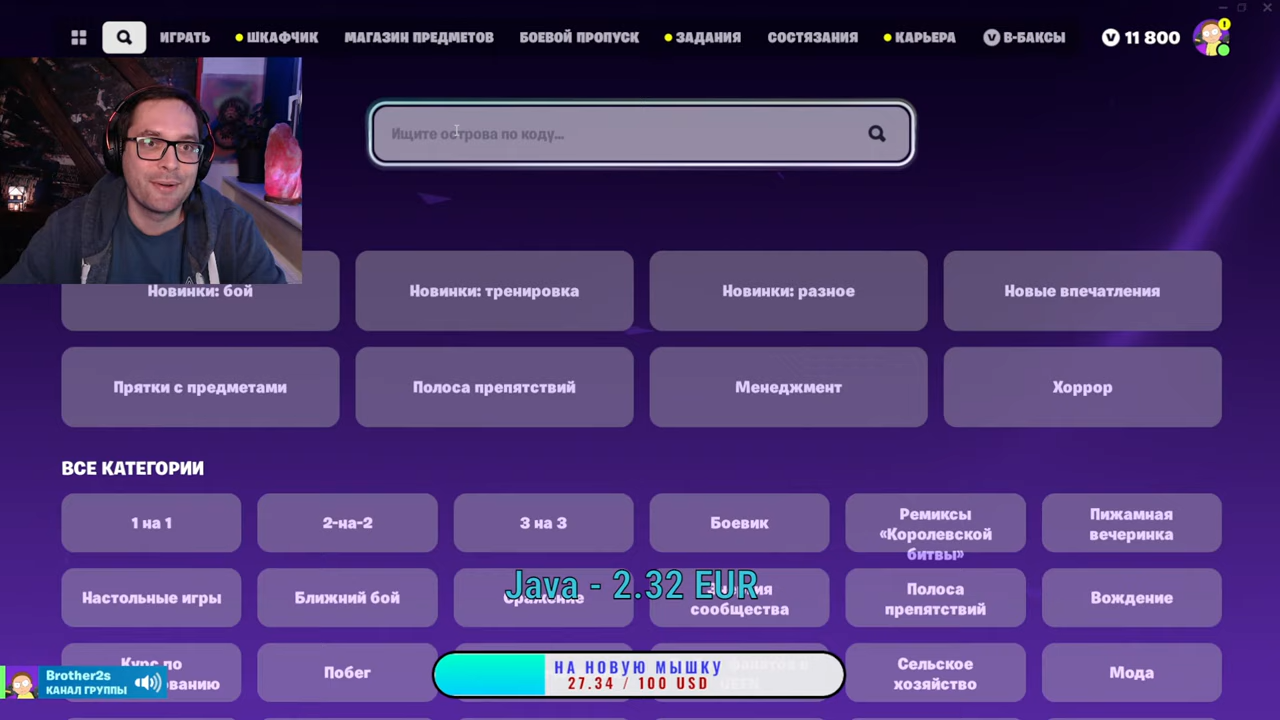 ИГРАТЬ
ШКАФЧИК
МАГАЗИН ПРЕДМЕТОВ
БОЕВОЙ ПРОПУСК
ЗАДАНИЯ
СОСТЯЗАНИЯ
КАРЬЕРА
В-БАКСЫ
11 800
Ищите острова по коду...
Новинки: бой
Новинки: тренировка
Новинки: разное
Новые впечатления
Прятки с предметами
Полоса препятствий
Менеджмент
Хоррор
ВСЕ КАТЕГОРИИ
1 на 1
2-на-2
3 на 3
Боевик
Ремиксы
«Королевской
битвы»
Пижамная
вечеринка
Настольные игры
Ближний бой
Java - 2.32 EUR
сообщества
Полоса
препятствий
Вождение
Курс по
Побег
Сельское
хозяйство
Мода
НА НОВУЮ МЫШКУ
27.34 / 100 USD
Brother2s
КАНАЛ ГРУППЫ